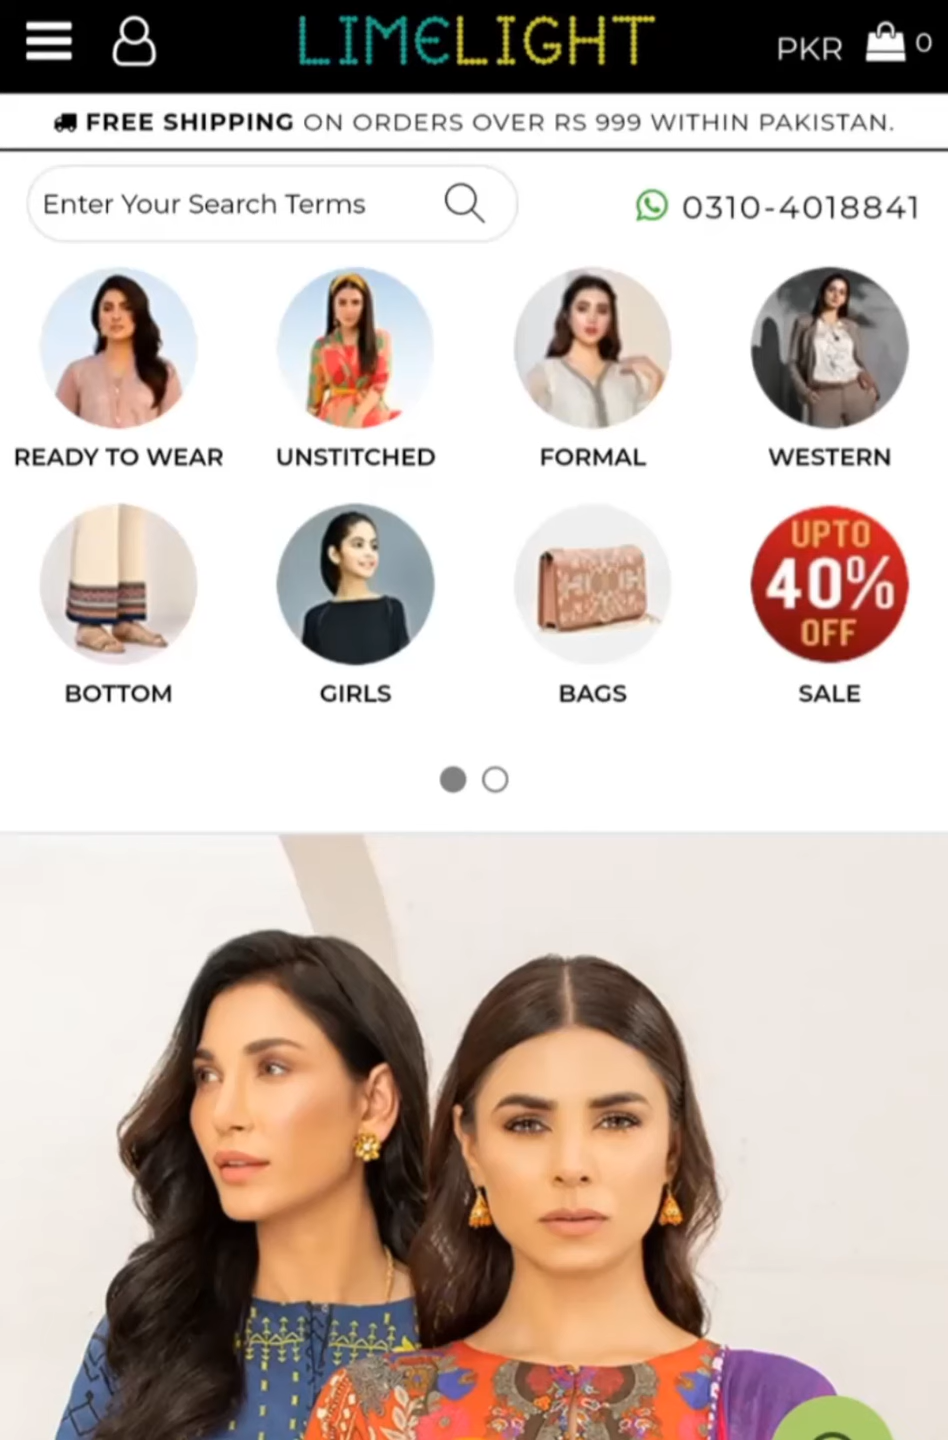 LIMELIGHT
PKR 0
FREE SHIPPING ON ORDERS OVER RS 999 WITHIN PAKISTAN.
Enter Your Search Terms
0310-4018841
READY TO WEAR
UNSTITCHED
FORMAL
WESTERN
UPTO
40%
OFF
BOTTOM
GIRLS
BAGS
SALE